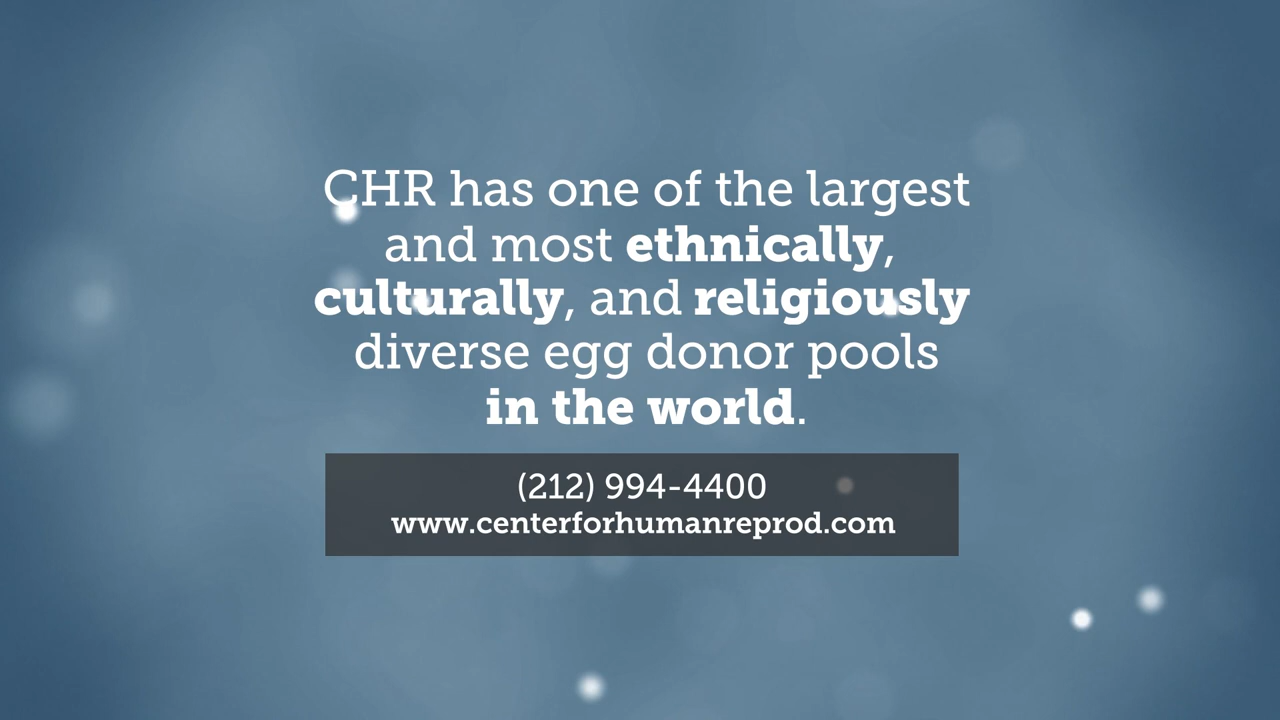 CHR has one of the largest
and most ethnically,
culturally, and religiously
diverse egg donor pools
in the world.
(212) 994-4400
www.centerforhumanreprod.com